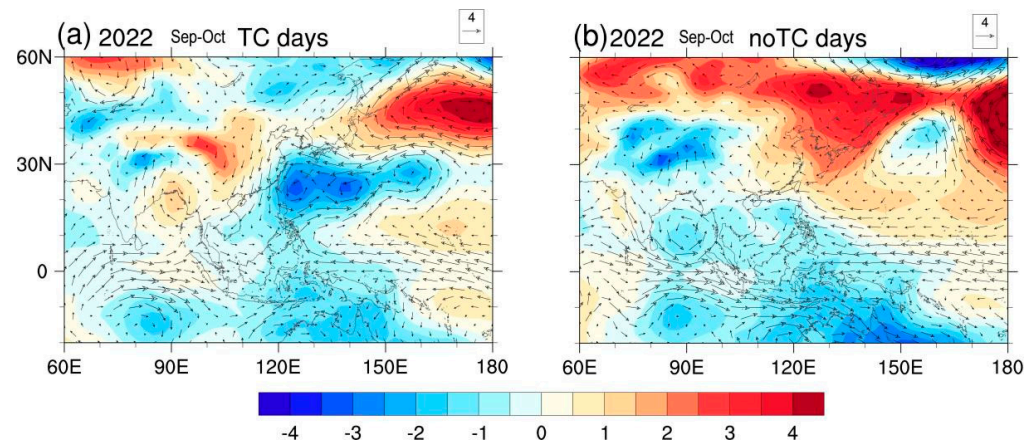 (a) 2022 Sep-Oct TC days
4
60N
30N
0
60E 90E 120E 150E 180
(b) 2022 Sep-Oct noTC days
4
60E 90E 120E 150E 180
-4 -3 -2 -1 0 1 2 3 4